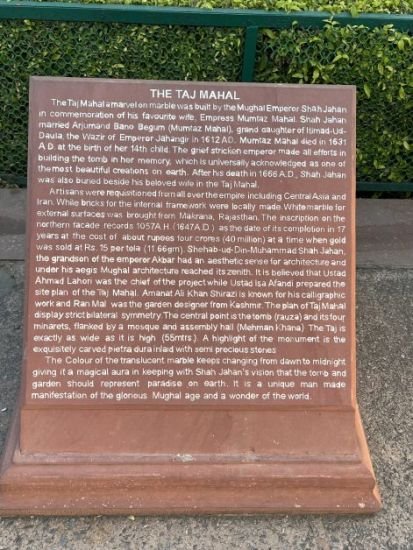 THE TAJ MAHAL
The Taj Mahal a marvel on marble was built by the Mughal Emperor Shah Jahan
in commemoration of his favourite wife, Empress Mumtaz Mahal. Shah Jahan
married Arjumand Bano Begum (Mumtaz Mahal), grand daughter of Itimad-Ud-
Daula, the Wazir of Emperor Jahangir in 1612 AD. Mumtaz Mahal died in 1631
A.D. at the birth of her 14th child. The grief stricken emperor made all efforts in
building the tomb in her memory, which is universally acknowledged as one of
the most beautiful creations on earth. After his death in 1666 A.D., Shah Jahan
was also buried beside his beloved wife in the Taj Mahal.
Artisans were requisitioned from all over the empire including Central Asia and
Iran. While bricks for the internal framework were locally made. White marble for
external surfaces was brought from Makrana, Rajasthan. The inscription on the
northern facade records 1057A.H. (1647A.D.) as the date of its completion in 17
years at the cost of about rupees four crores (40 million) at a time when gold
was sold at Rs. 15 per tola (11.66gm). Shehab-ud-Din-Muhammad Shah Jahan,
the grandson of the emperor Akbar had an aesthetic sense for architecture and
under his aegis Mughal architecture reached its zenith. It is believed that Ustad
Ahmad Lahori was the chief of the project while Ustad Isa Afandi prepared the
site plan of the Taj Mahal. Amanat Ali Khan Shirazi is known for his calligraphic
work and Ran Mal was the garden designer from Kashmir. The plan of Taj Mahal
display strict bilateral symmetry. The central point is the tomb (rauza) and its four
minarets, flanked by a mosque and assembly hall (Mehman Khana) The Taj is
exactly as wide as it is high (55mtrs.). A highlight of the monument is the
exquisitely carved pietra dura inlaid with semi precious stones
The Colour of the translucent marble keeps changing from dawn to midnight
giving it a magical aura in keeping with Shah Jahan's vision that the tomb and
garden should represent paradise on earth. It is a unique man made
manifestation of the glorious Mughal age and a wonder of the world.